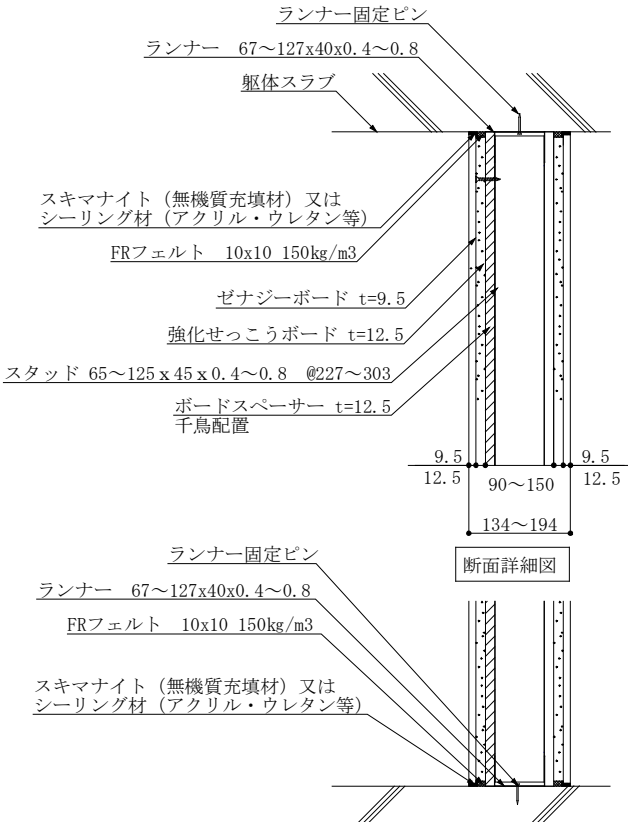 ランナー固定ピン
ランナー 67～127x40x0.4～0.8
躯体スラブ
スキマナイト（無機質充填材）又は
シーリング材（アクリル・ウレタン等）
FRフェルト 10x10 150kg/m3
ゼナジーボード t=9.5
強化せっこうボード t=12.5
スタッド 65～125ｘ45ｘ0.4～0.8 @227～303
ボードスペーサー t=12.5
千鳥配置
9.5 9.5
12.5 90～150 12.5
134～194
断面詳細図
ランナー固定ピン
ランナー 67～127x40x0.4～0.8
FRフェルト 10x10 150kg/m3
スキマナイト（無機質充填材）又は
シーリング材（アクリル・ウレタン等）